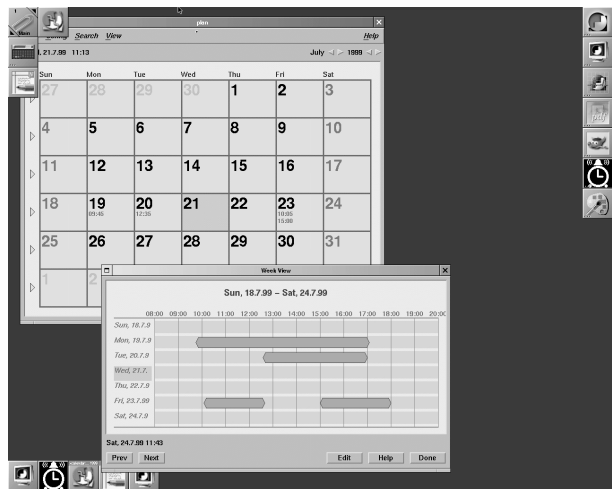 plan
Search View Help
21.7.99 11:13
July 1999
Sun Mon Tue Wed Thu Fri Sat
27 28 29 30 1 2 3
4 5 6 7 8 9 10
11 12 13 14 15 16 17
18 19 20 21 22 23 24
09:45 12:35 10:05
15:00
25 26 27 28 29 30 31
1 2
Week View
Sun, 18.7.99 – Sat, 24.7.99
08:00 09:00 10:00 11:00 12:00 13:00 14:00 15:00 16:00 17:00 18:00 19:00 20:00
Sun, 18.7.9
Mon, 19.7.9
Tue, 20.7.9
Wed, 21.7.
Thu, 22.7.9
Fri, 23.7.99
Sat, 24.7.9
Sat, 24.7.99 11:43
Prev Next Edit Help Done